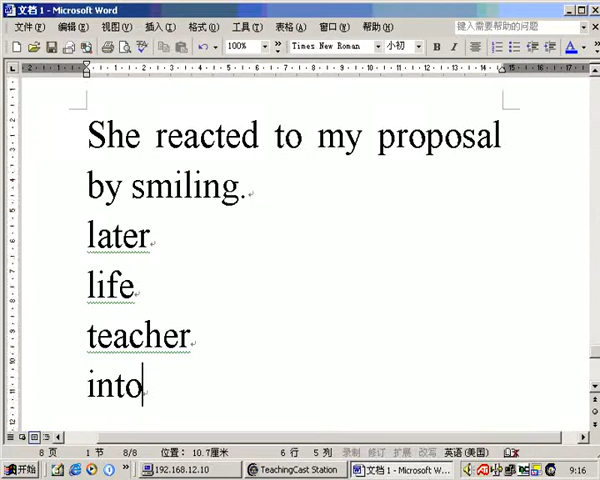 文档 1 - Microsoft Word
文件(F) 编辑(E) 视图(V) 插入(I) 格式(O) 工具(T) 表格(A) 窗口(W) 帮助(H) 键入需要帮助的问题
100% Times New Roman 小初 B I
She reacted to my proposal
by smiling.
later
life
teacher
into
8 页 1 节 8/8 位置: 10.7厘米 6 行 5 列 录制 修订 扩展 改写 英语(美国)
开始 192.168.12.10 TeachingCast Station 文档 1 - Microsoft W... 9:16